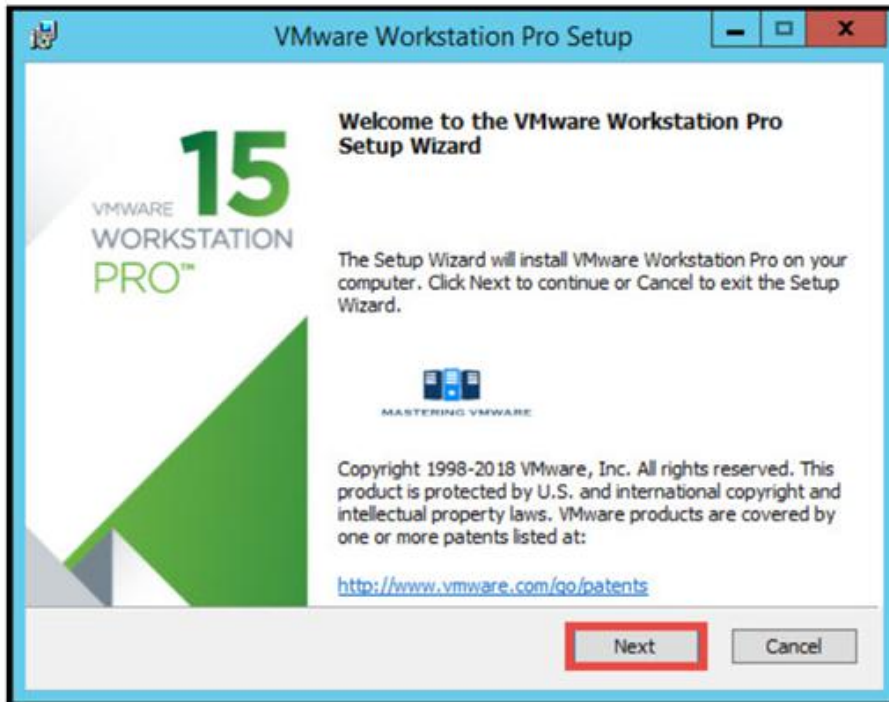 VMware Workstation Pro Setup
15
VMWARE
WORKSTATION
PRO™
Welcome to the VMware Workstation Pro
Setup Wizard
The Setup Wizard will install VMware Workstation Pro on your
computer. Click Next to continue or Cancel to exit the Setup
Wizard.
MASTERING VMWARE
Copyright 1998-2018 VMware, Inc. All rights reserved. This
product is protected by U.S. and international copyright and
intellectual property laws. VMware products are covered by
one or more patents listed at:
http://www.vmware.com/go/patents
Next
Cancel